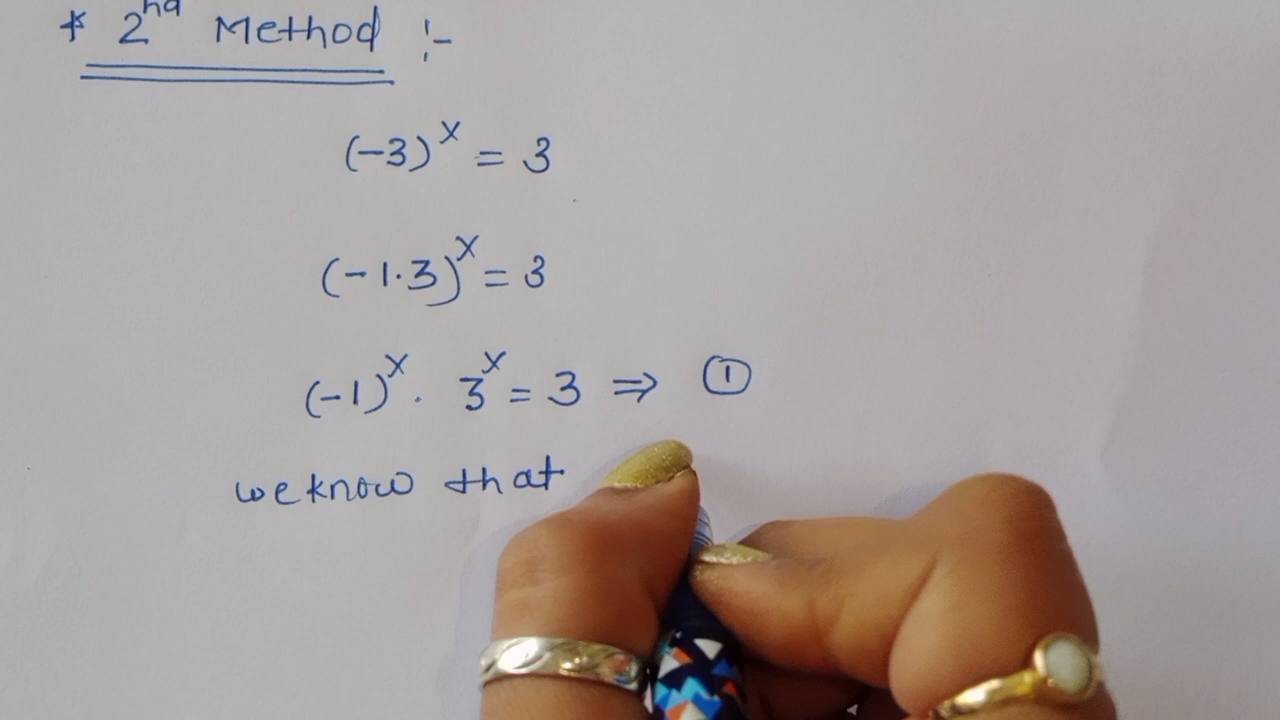 * 2nd Method :-
(-3)^x = 3
(-1.3)^x = 3
(-1)^x . 3^x = 3 ⇒ ①
we know that